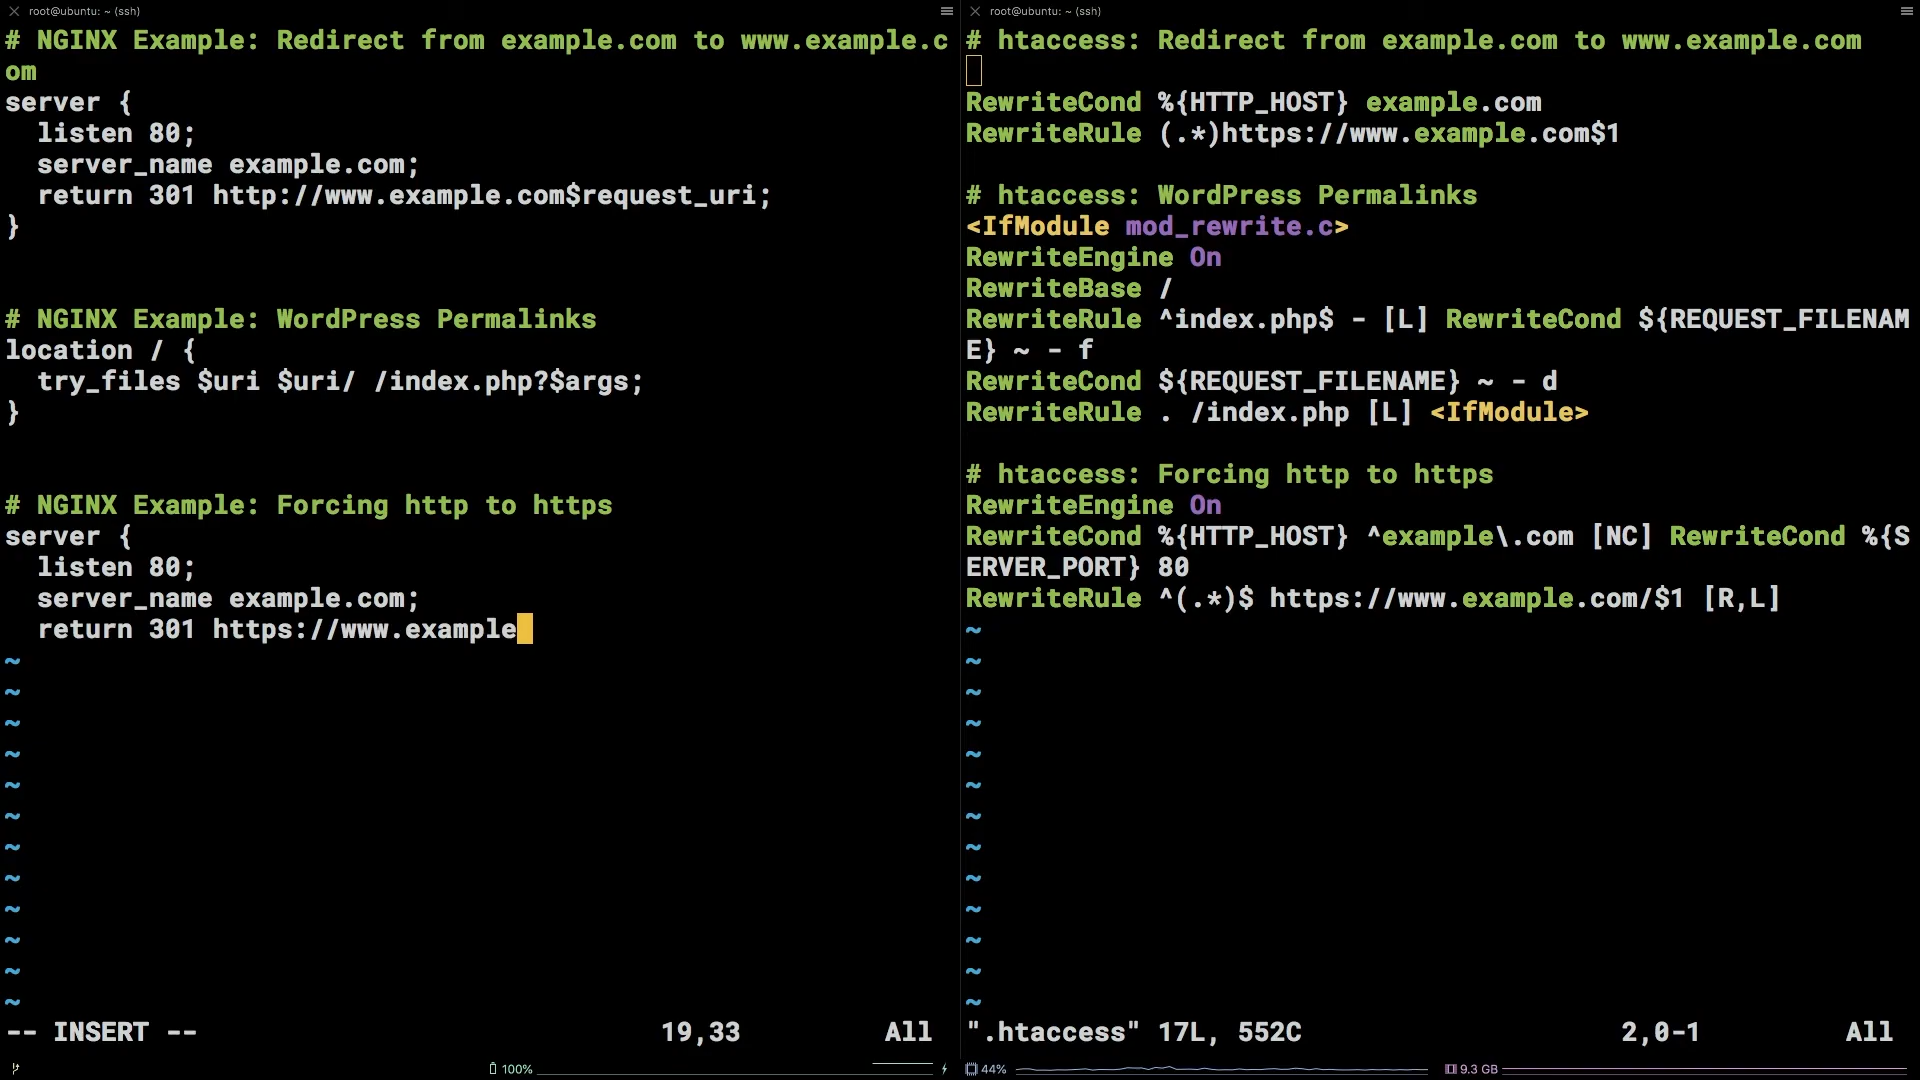 root@ubuntu: ~ (ssh)
# NGINX Example: Redirect from example.com to www.example.c
om
server {
  listen 80;
  server_name example.com;
  return 301 http://www.example.com$request_uri;
}
# NGINX Example: WordPress Permalinks
location / {
  try_files $uri $uri/ /index.php?$args;
}
# NGINX Example: Forcing http to https
server {
  listen 80;
  server_name example.com;
  return 301 https://www.example
~
~
~
~
~
~
~
~
~
~
~
~
-- INSERT -- 19,33 All
100%
root@ubuntu: ~ (ssh)
# htaccess: Redirect from example.com to www.example.com
RewriteCond %{HTTP_HOST} example.com
RewriteRule (.*)https://www.example.com$1
# htaccess: WordPress Permalinks
<IfModule mod_rewrite.c>
RewriteEngine On
RewriteBase /
RewriteRule ^index.php$ - [L] RewriteCond ${REQUEST_FILENAM
E} ~ - f
RewriteCond ${REQUEST_FILENAME} ~ - d
RewriteRule . /index.php [L] <IfModule>
# htaccess: Forcing http to https
RewriteEngine On
RewriteCond %{HTTP_HOST} ^example\.com [NC] RewriteCond %{S
ERVER_PORT} 80
RewriteRule ^(.*)$ https://www.example.com/$1 [R,L]
~
~
~
~
~
~
~
~
~
~
~
~
~
".htaccess" 17L, 552C 2,0-1 All
44% 9.3 GB